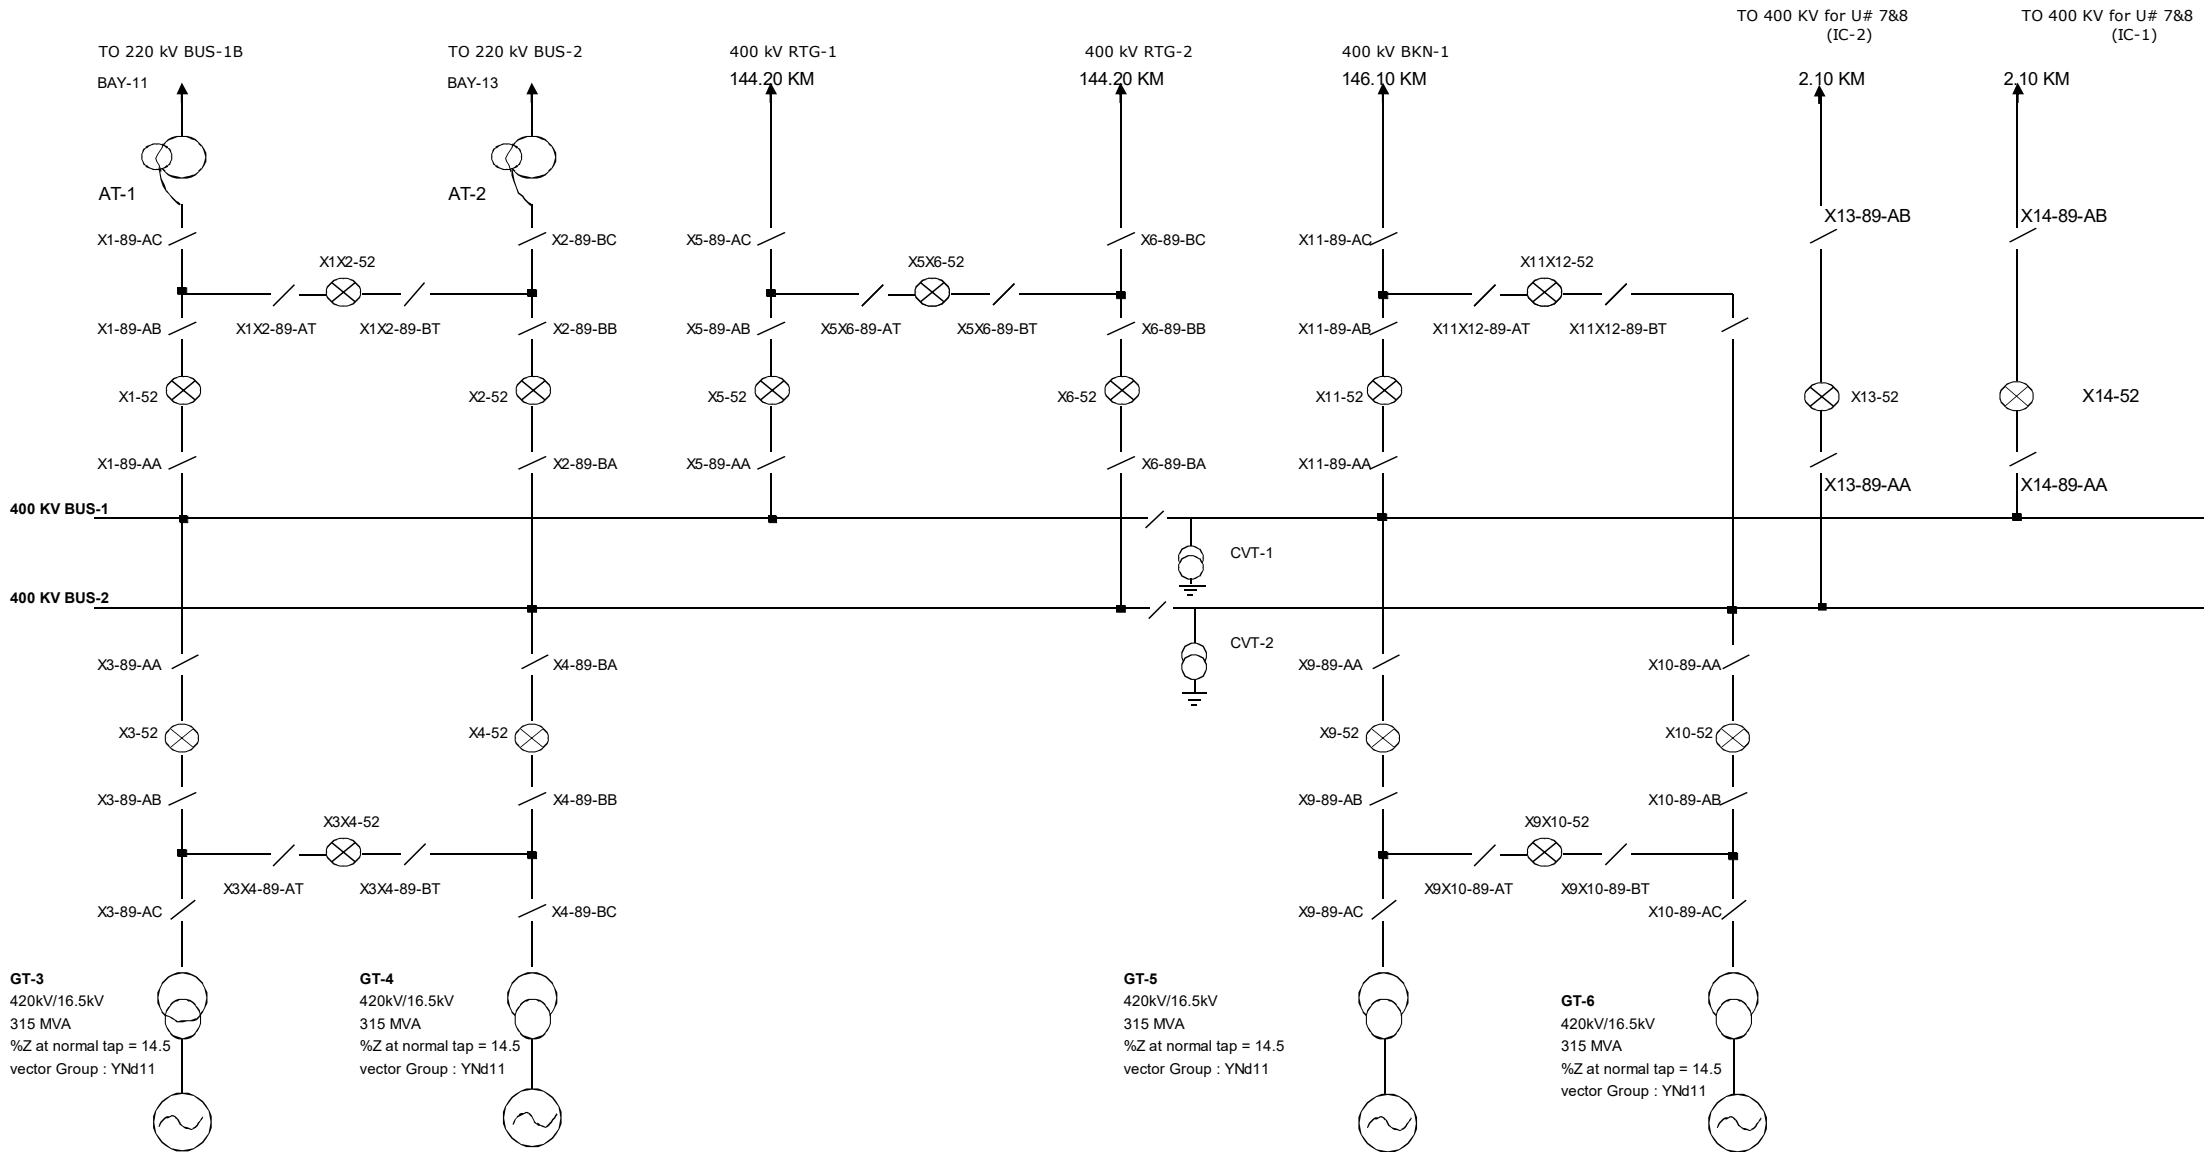 TO 400 KV for U# 7&8
(IC-2)
TO 400 KV for U# 7&8
(IC-1)
TO 220 kV BUS-1B
BAY-11
TO 220 kV BUS-2
BAY-13
400 kV RTG-1
144.20 KM
400 kV RTG-2
144.20 KM
400 kV BKN-1
146.10 KM
2.10 KM
2.10 KM
AT-1
AT-2
X13-89-AB
X14-89-AB
X1-89-AC
X2-89-BC
X5-89-AC
X6-89-BC
X11-89-AC
X1X2-52
X5X6-52
X11X12-52
X1-89-AB
X1X2-89-AT
X1X2-89-BT
X2-89-BB
X5-89-AB
X5X6-89-AT
X5X6-89-BT
X6-89-BB
X11-89-AB
X11X12-89-AT
X11X12-89-BT
X1-52
X2-52
X5-52
X6-52
X11-52
X13-52
X14-52
X1-89-AA
X2-89-BA
X5-89-AA
X6-89-BA
X11-89-AA
X13-89-AA
X14-89-AA
400 KV BUS-1
CVT-1
400 KV BUS-2
CVT-2
X3-89-AA
X4-89-BA
X9-89-AA
X10-89-AA
X3-52
X4-52
X9-52
X10-52
X3-89-AB
X4-89-BB
X9-89-AB
X10-89-AB
X3X4-52
X9X10-52
X3X4-89-AT
X3X4-89-BT
X9X10-89-AT
X9X10-89-BT
X3-89-AC
X4-89-BC
X9-89-AC
X10-89-AC
GT-3
420kV/16.5kV
315 MVA
%Z at normal tap = 14.5
vector Group : YNd11
GT-4
420kV/16.5kV
315 MVA
%Z at normal tap = 14.5
vector Group : YNd11
GT-5
420kV/16.5kV
315 MVA
%Z at normal tap = 14.5
vector Group : YNd11
GT-6
420kV/16.5kV
315 MVA
%Z at normal tap = 14.5
vector Group : YNd11